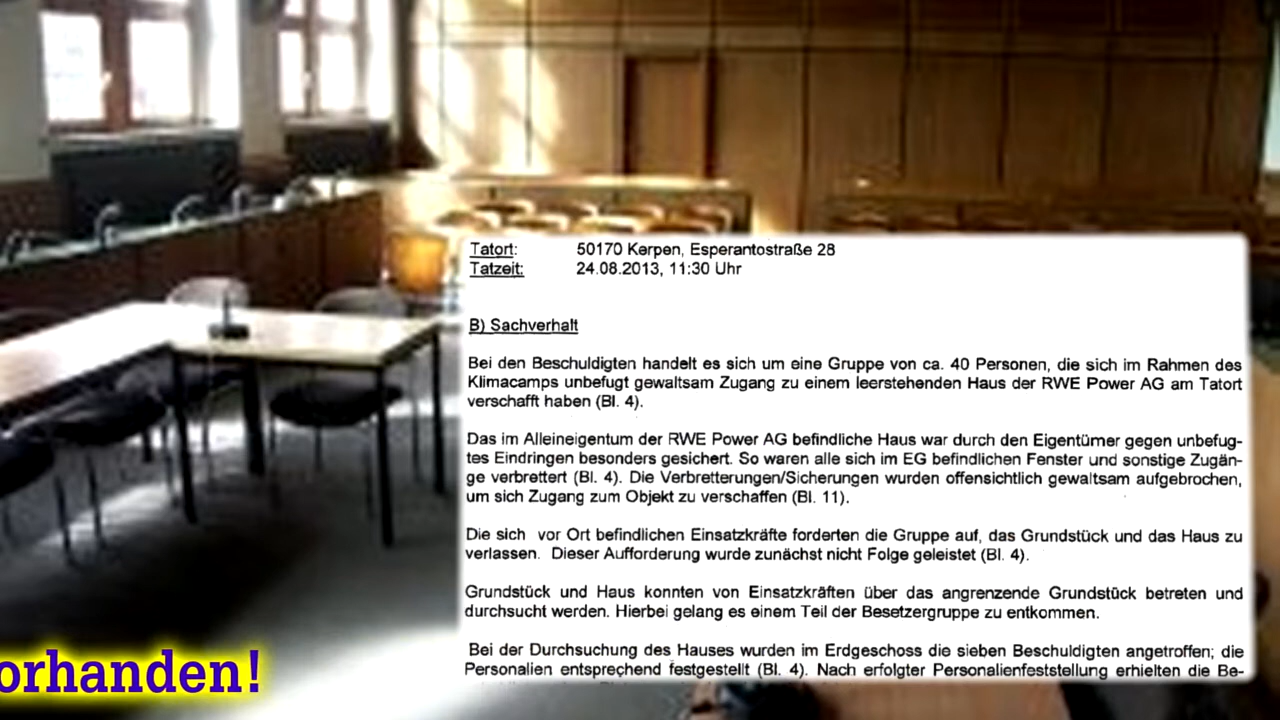 Tatort: 50170 Kerpen, Esperantostraße 28
Tatzeit: 24.08.2013, 11:30 Uhr
B) Sachverhalt
Bei den Beschuldigten handelt es sich um eine Gruppe von ca. 40 Personen, die sich im Rahmen des
Klimacamps unbefugt gewaltsam Zugang zu einem leerstehenden Haus der RWE Power AG am Tatort
verschafft haben (Bl. 4).
Das im Alleineigentum der RWE Power AG befindliche Haus war durch den Eigentümer gegen unbefug-
tes Eindringen besonders gesichert. So waren alle sich im EG befindlichen Fenster und sonstige Zugän-
ge verbrettert (Bl. 4). Die Verbretterungen/Sicherungen wurden offensichtlich gewaltsam aufgebrochen,
um sich Zugang zum Objekt zu verschaffen (Bl. 11).
Die sich vor Ort befindlichen Einsatzkräfte forderten die Gruppe auf, das Grundstück und das Haus zu
verlassen. Dieser Aufforderung wurde zunächst nicht Folge geleistet (Bl. 4).
Grundstück und Haus konnten von Einsatzkräften über das angrenzende Grundstück betreten und
durchsucht werden. Hierbei gelang es einem Teil der Besetzergruppe zu entkommen.
Bei der Durchsuchung des Hauses wurden im Erdgeschoss die sieben Beschuldigten angetroffen; die
Personalien entsprechend festgestellt (Bl. 4). Nach erfolgter Personalienfeststellung erhielten die Be-
orhanden!